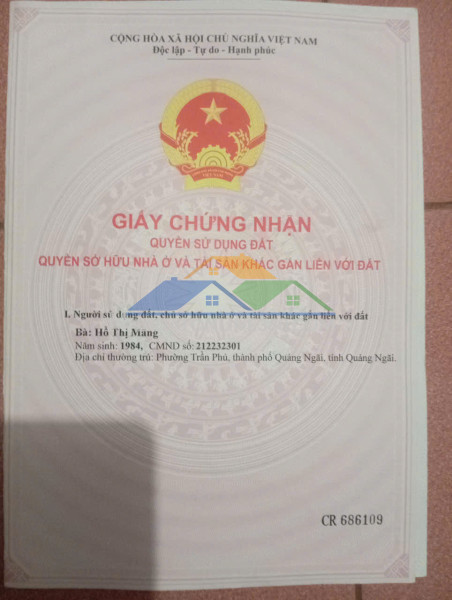 CỘNG HÒA XÃ HỘI CHỦ NGHĨA VIỆT NAM
Độc lập - Tự do - Hạnh phúc
GIẤY CHỨNG NHẬN
QUYỀN SỬ DỤNG ĐẤT
QUYỀN SỞ HỮU NHÀ Ở VÀ TÀI SẢN KHÁC GẮN LIỀN VỚI ĐẤT
I. Người sử dụng đất, chủ sở hữu nhà ở và tài sản khác gắn liền với đất
Bà: Hồ Thị Măng
Năm sinh: 1984, CMND số: 212232301
Địa chỉ thường trú: Phường Trần Phú, thành phố Quảng Ngãi, tỉnh Quảng Ngãi.
CR 686109